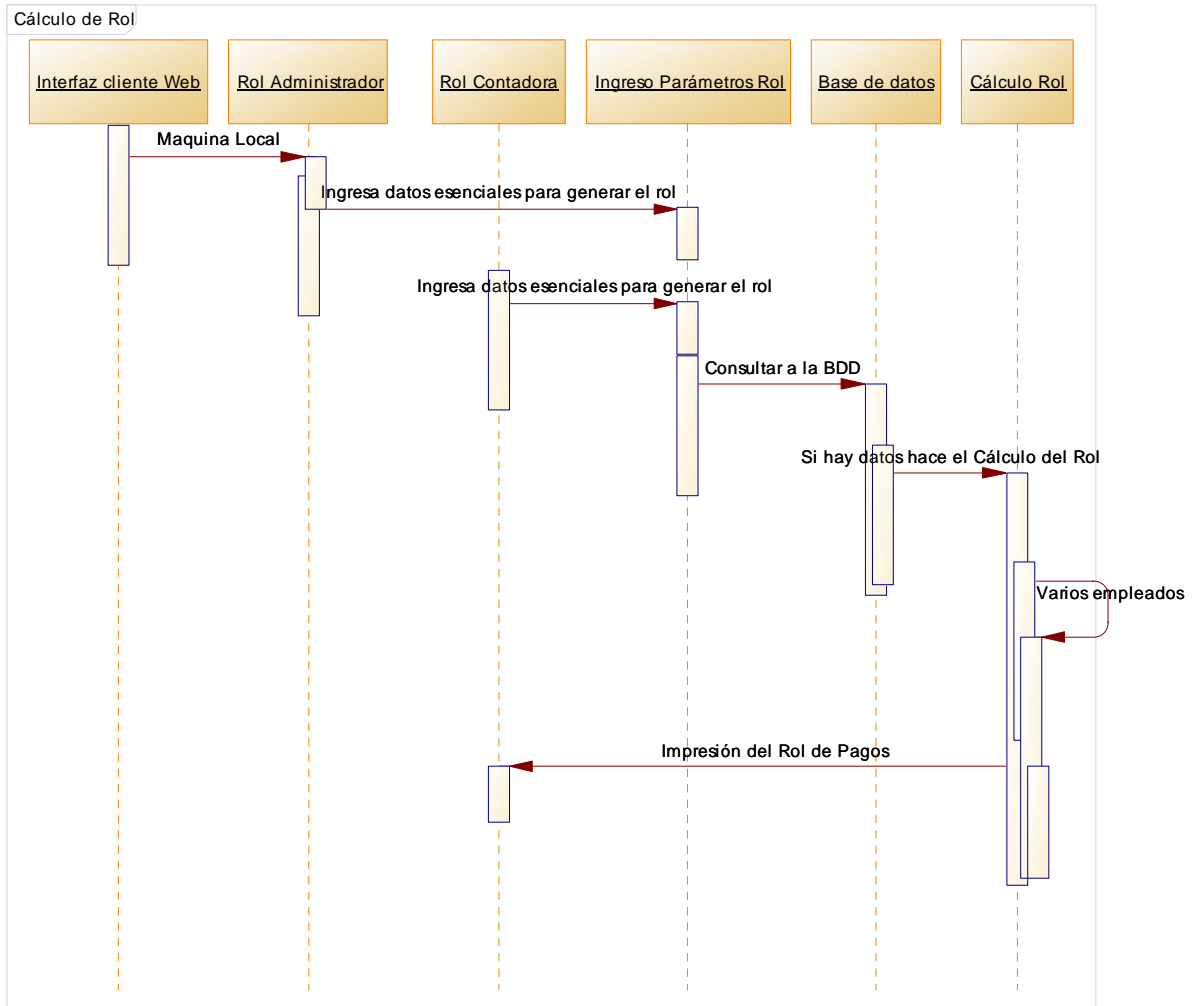 Cálculo de Rol
Interfaz cliente Web
Rol Administrador
Rol Contadora
Ingreso Parámetros Rol
Base de datos
Cálculo Rol
Maquina Local
Ingresa datos esenciales para generar el rol
Ingresa datos esenciales para generar el rol
Consultar a la BDD
Si hay datos hace el Cálculo del Rol
Varios empleados
Impresión del Rol de Pagos